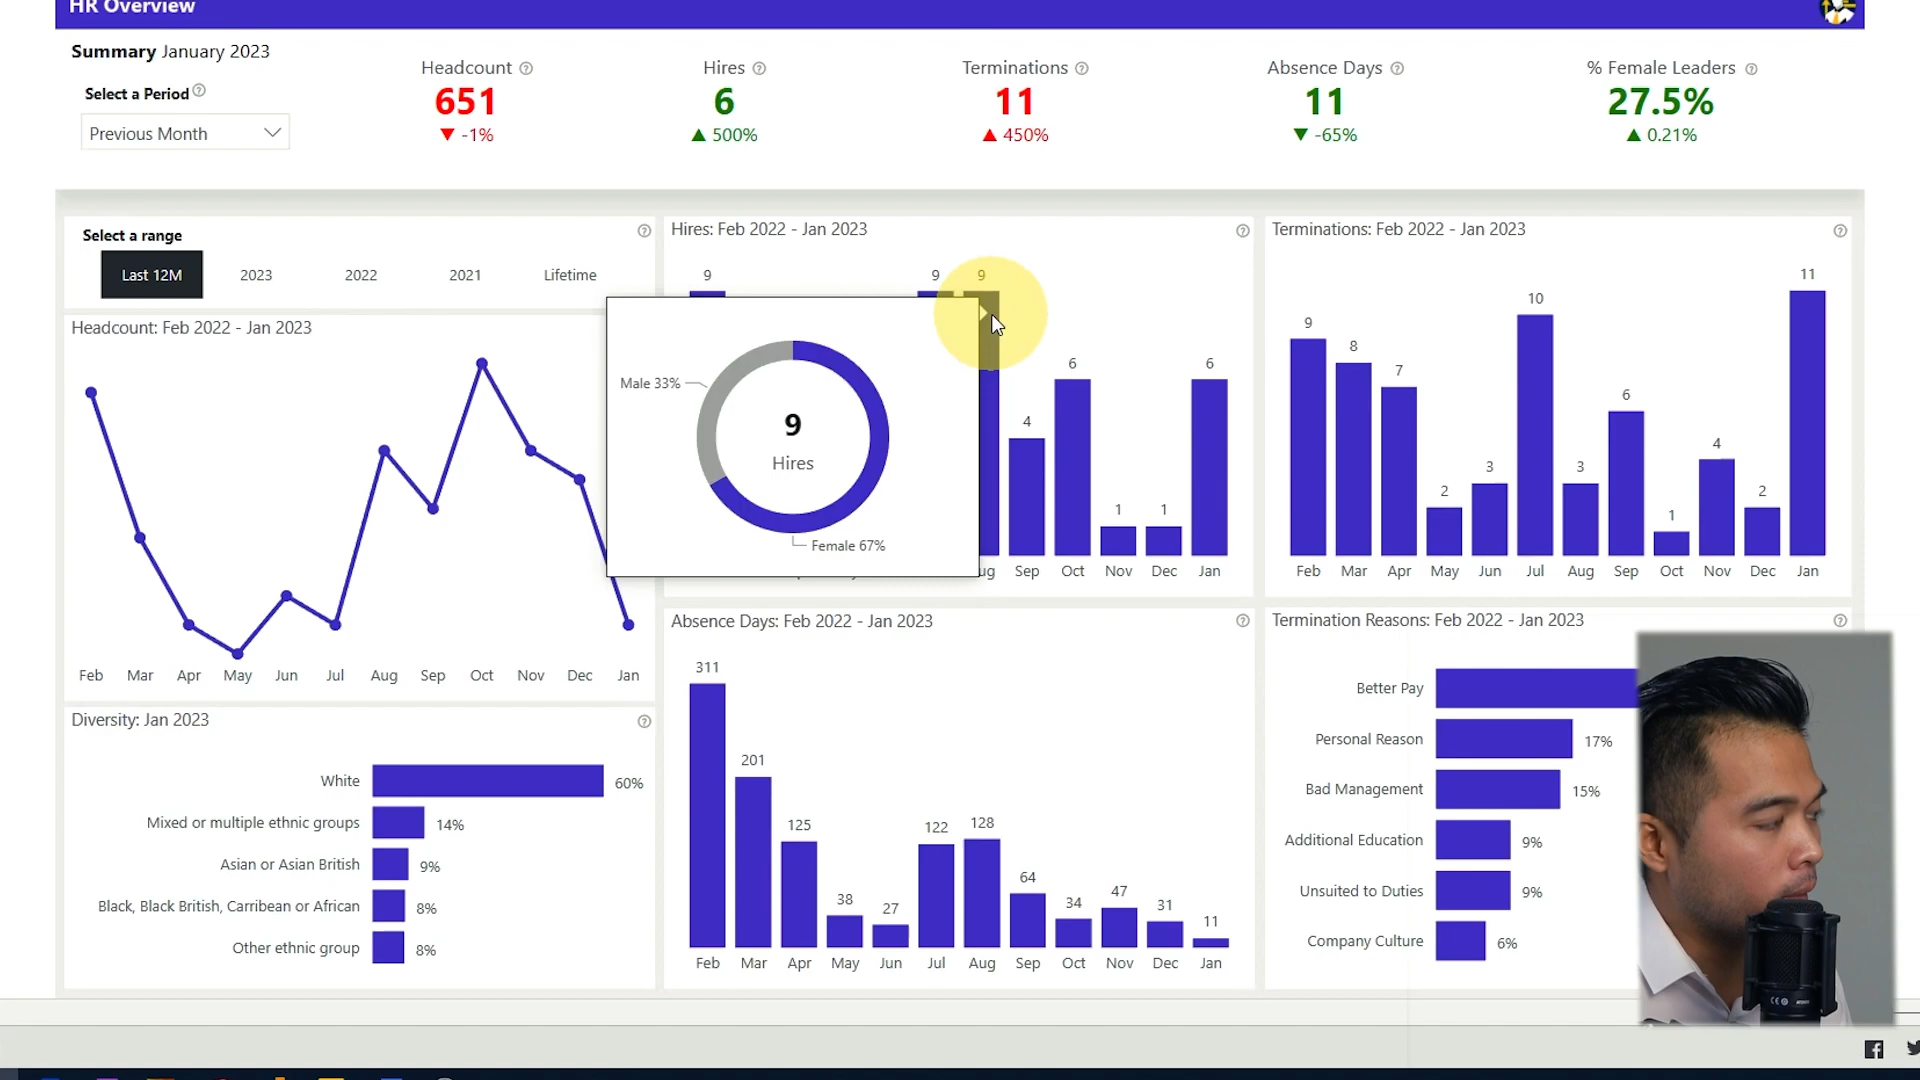 HR Overview
Summary January 2023
Select a Period
Previous Month
Headcount
651
-1%
Hires
6
500%
Terminations
11
450%
Absence Days
11
-65%
% Female Leaders
27.5%
0.21%
Select a range
Last 12M 2023 2022 2021 Lifetime
Headcount: Feb 2022 - Jan 2023
Feb Mar Apr May Jun Jul Aug Sep Oct Nov Dec Jan
Diversity: Jan 2023
White 60%
Mixed or multiple ethnic groups 14%
Asian or Asian British 9%
Black, Black British, Carribean or African 8%
Other ethnic group 8%
Hires: Feb 2022 - Jan 2023
9 9 9 4 6 1 1 6
ug Sep Oct Nov Dec Jan
Male 33%
9
Hires
Female 67%
Absence Days: Feb 2022 - Jan 2023
311 201 125 38 27 122 128 64 34 47 31 11
Feb Mar Apr May Jun Jul Aug Sep Oct Nov Dec Jan
Terminations: Feb 2022 - Jan 2023
9 8 7 2 3 10 3 6 1 4 2 11
Feb Mar Apr May Jun Jul Aug Sep Oct Nov Dec Jan
Termination Reasons: Feb 2022 - Jan 2023
Better Pay
Personal Reason 17%
Bad Management 15%
Additional Education 9%
Unsuited to Duties 9%
Company Culture 6%